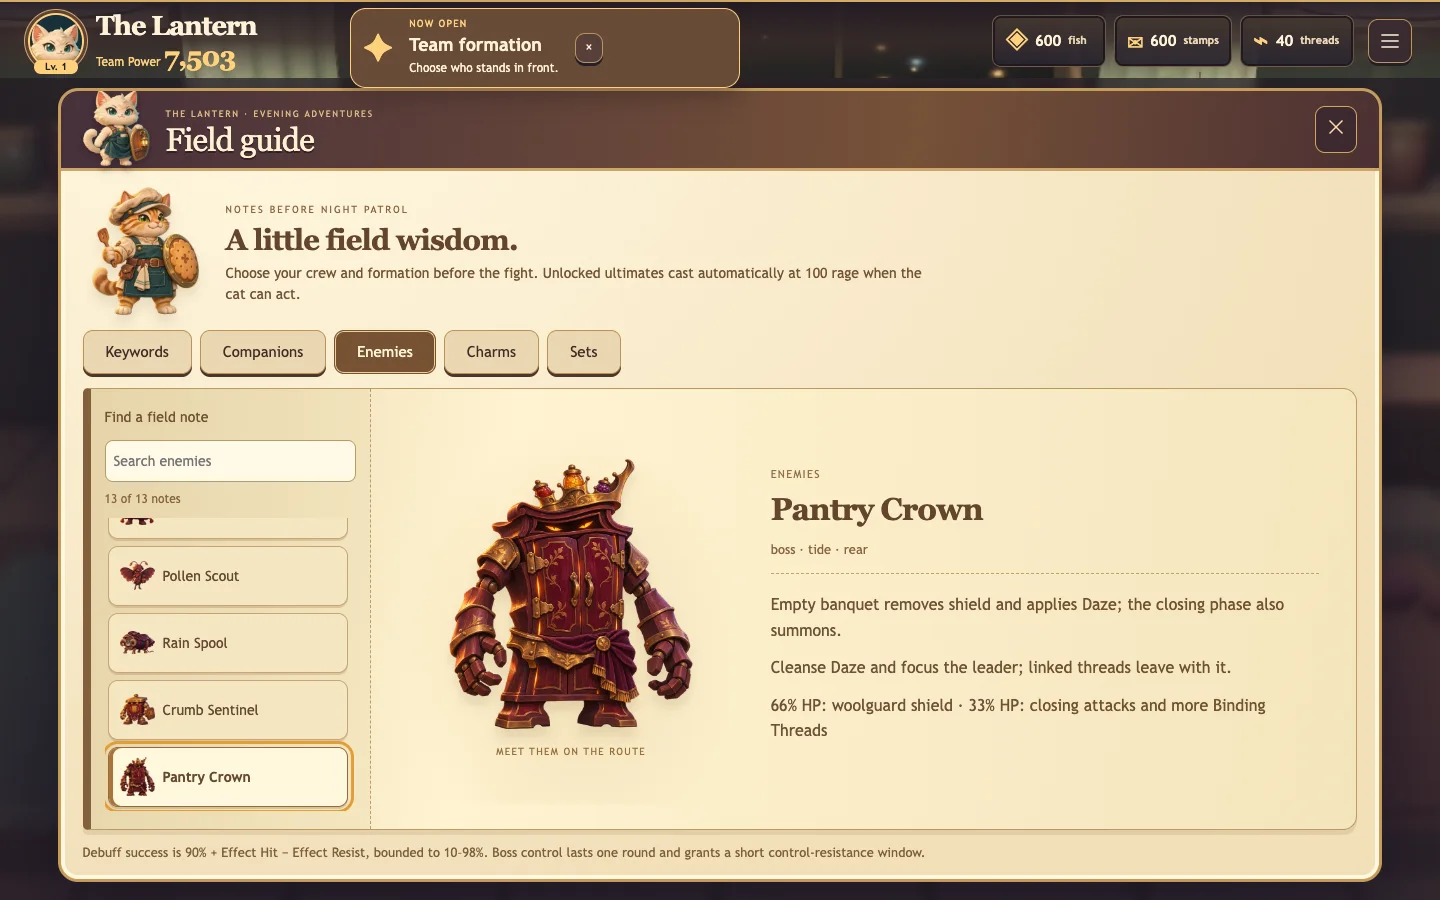 The Lantern
Team Power 7,503
Lv. 1
NOW OPEN
Team formation
Choose who stands in front.
×
600 fish
600 stamps
40 threads
THE LANTERN · EVENING ADVENTURES
Field guide
NOTES BEFORE NIGHT PATROL
A little field wisdom.
Choose your crew and formation before the fight. Unlocked ultimates cast automatically at 100 rage when the
cat can act.
Keywords
Companions
Enemies
Charms
Sets
Find a field note
Search enemies
13 of 13 notes
Pollen Scout
Rain Spool
Crumb Sentinel
Pantry Crown
MEET THEM ON THE ROUTE
ENEMIES
Pantry Crown
boss · tide · rear
Empty banquet removes shield and applies Daze; the closing phase also
summons.
Cleanse Daze and focus the leader; linked threads leave with it.
66% HP: woolguard shield · 33% HP: closing attacks and more Binding
Threads
Debuff success is 90% + Effect Hit − Effect Resist, bounded to 10–98%. Boss control lasts one round and grants a short control-resistance window.